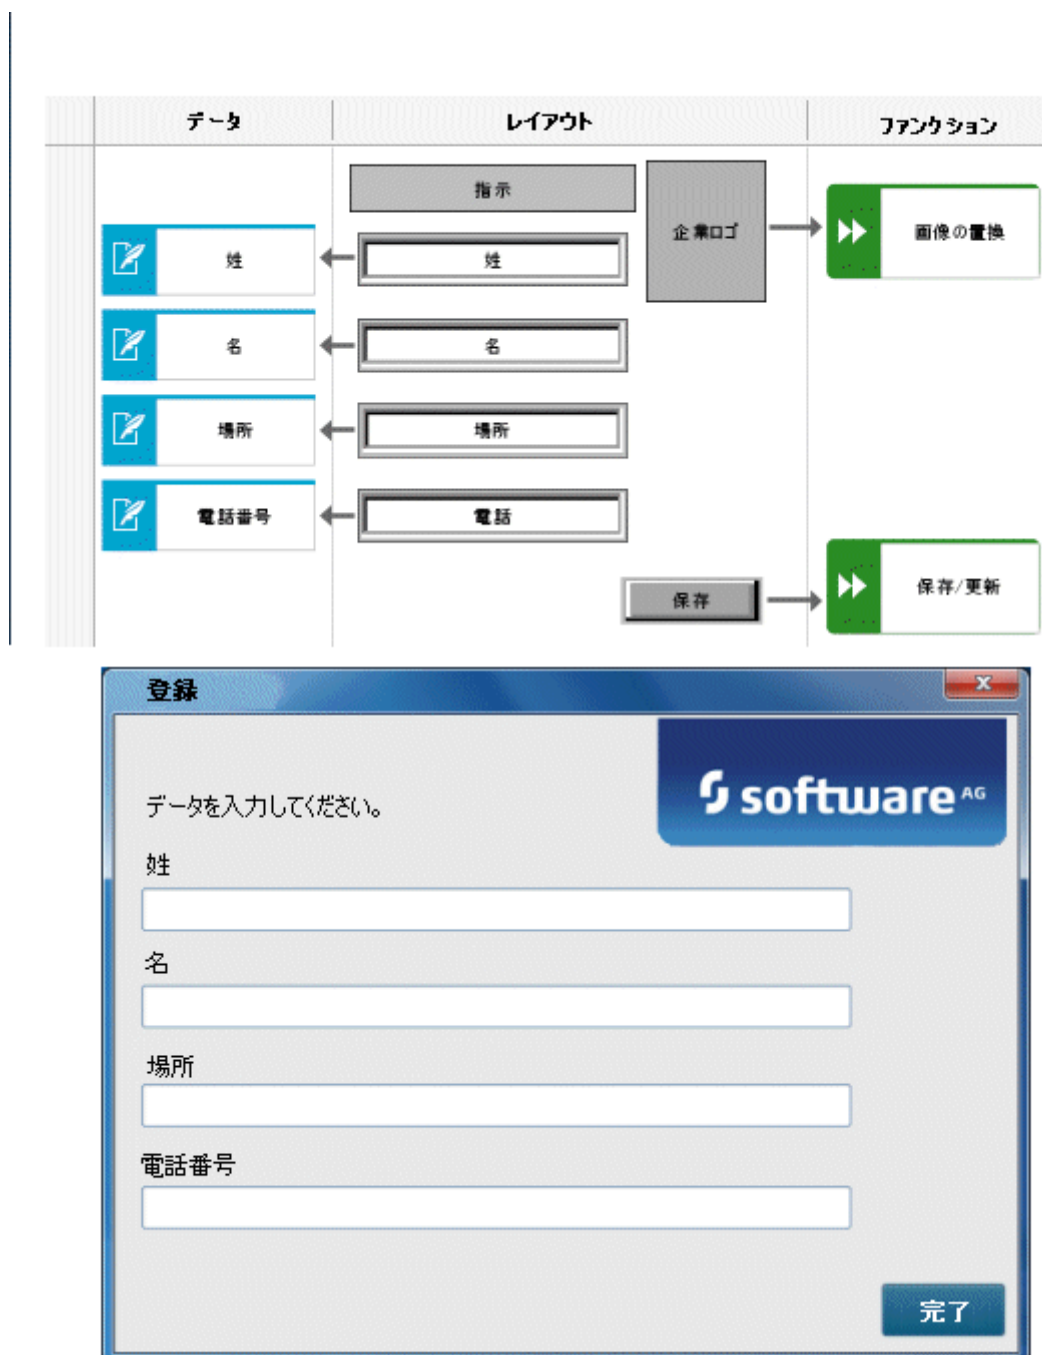 データ レイアウト ファンクション
指示
企業ロゴ 画像の置換
姓 姓
名 名
場所 場所
電話番号 電話
保存 保存/更新
登録
software AG
データを入力してください。
姓
名
場所
電話番号
完了